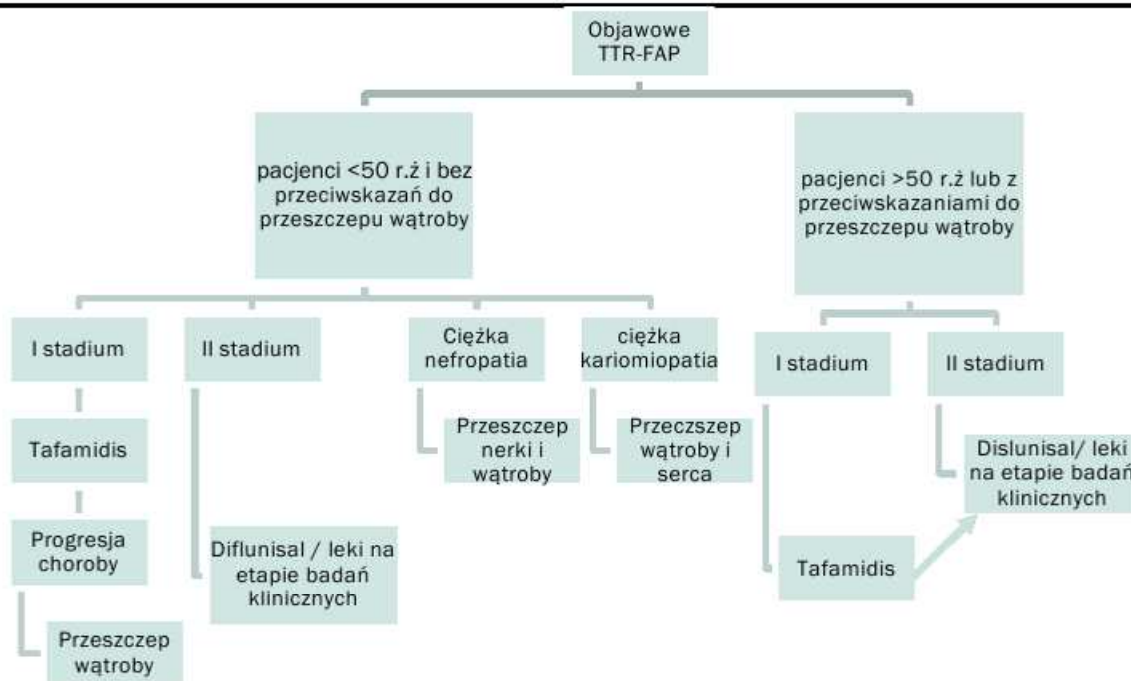 Objawowe
TTR-FAP
pacjenci <50 r.ż i bez
przeciwskazań do
przeszczepu wątroby
pacjenci >50 r.ż lub z
przeciwskazaniami do
przeszczepu wątroby
I stadium
II stadium
Ciężka
nefropatia
ciężka
kariomiopatia
I stadium
II stadium
Tafamidis
Przeszczep
nerki i
wątroby
Przeczszep
wątroby i
serca
Dislunisal/ leki
na etapie badań
klinicznych
Progresja
choroby
Diflunisal / leki na
etapie badań
klinicznych
Tafamidis
Przeszczep
wątroby